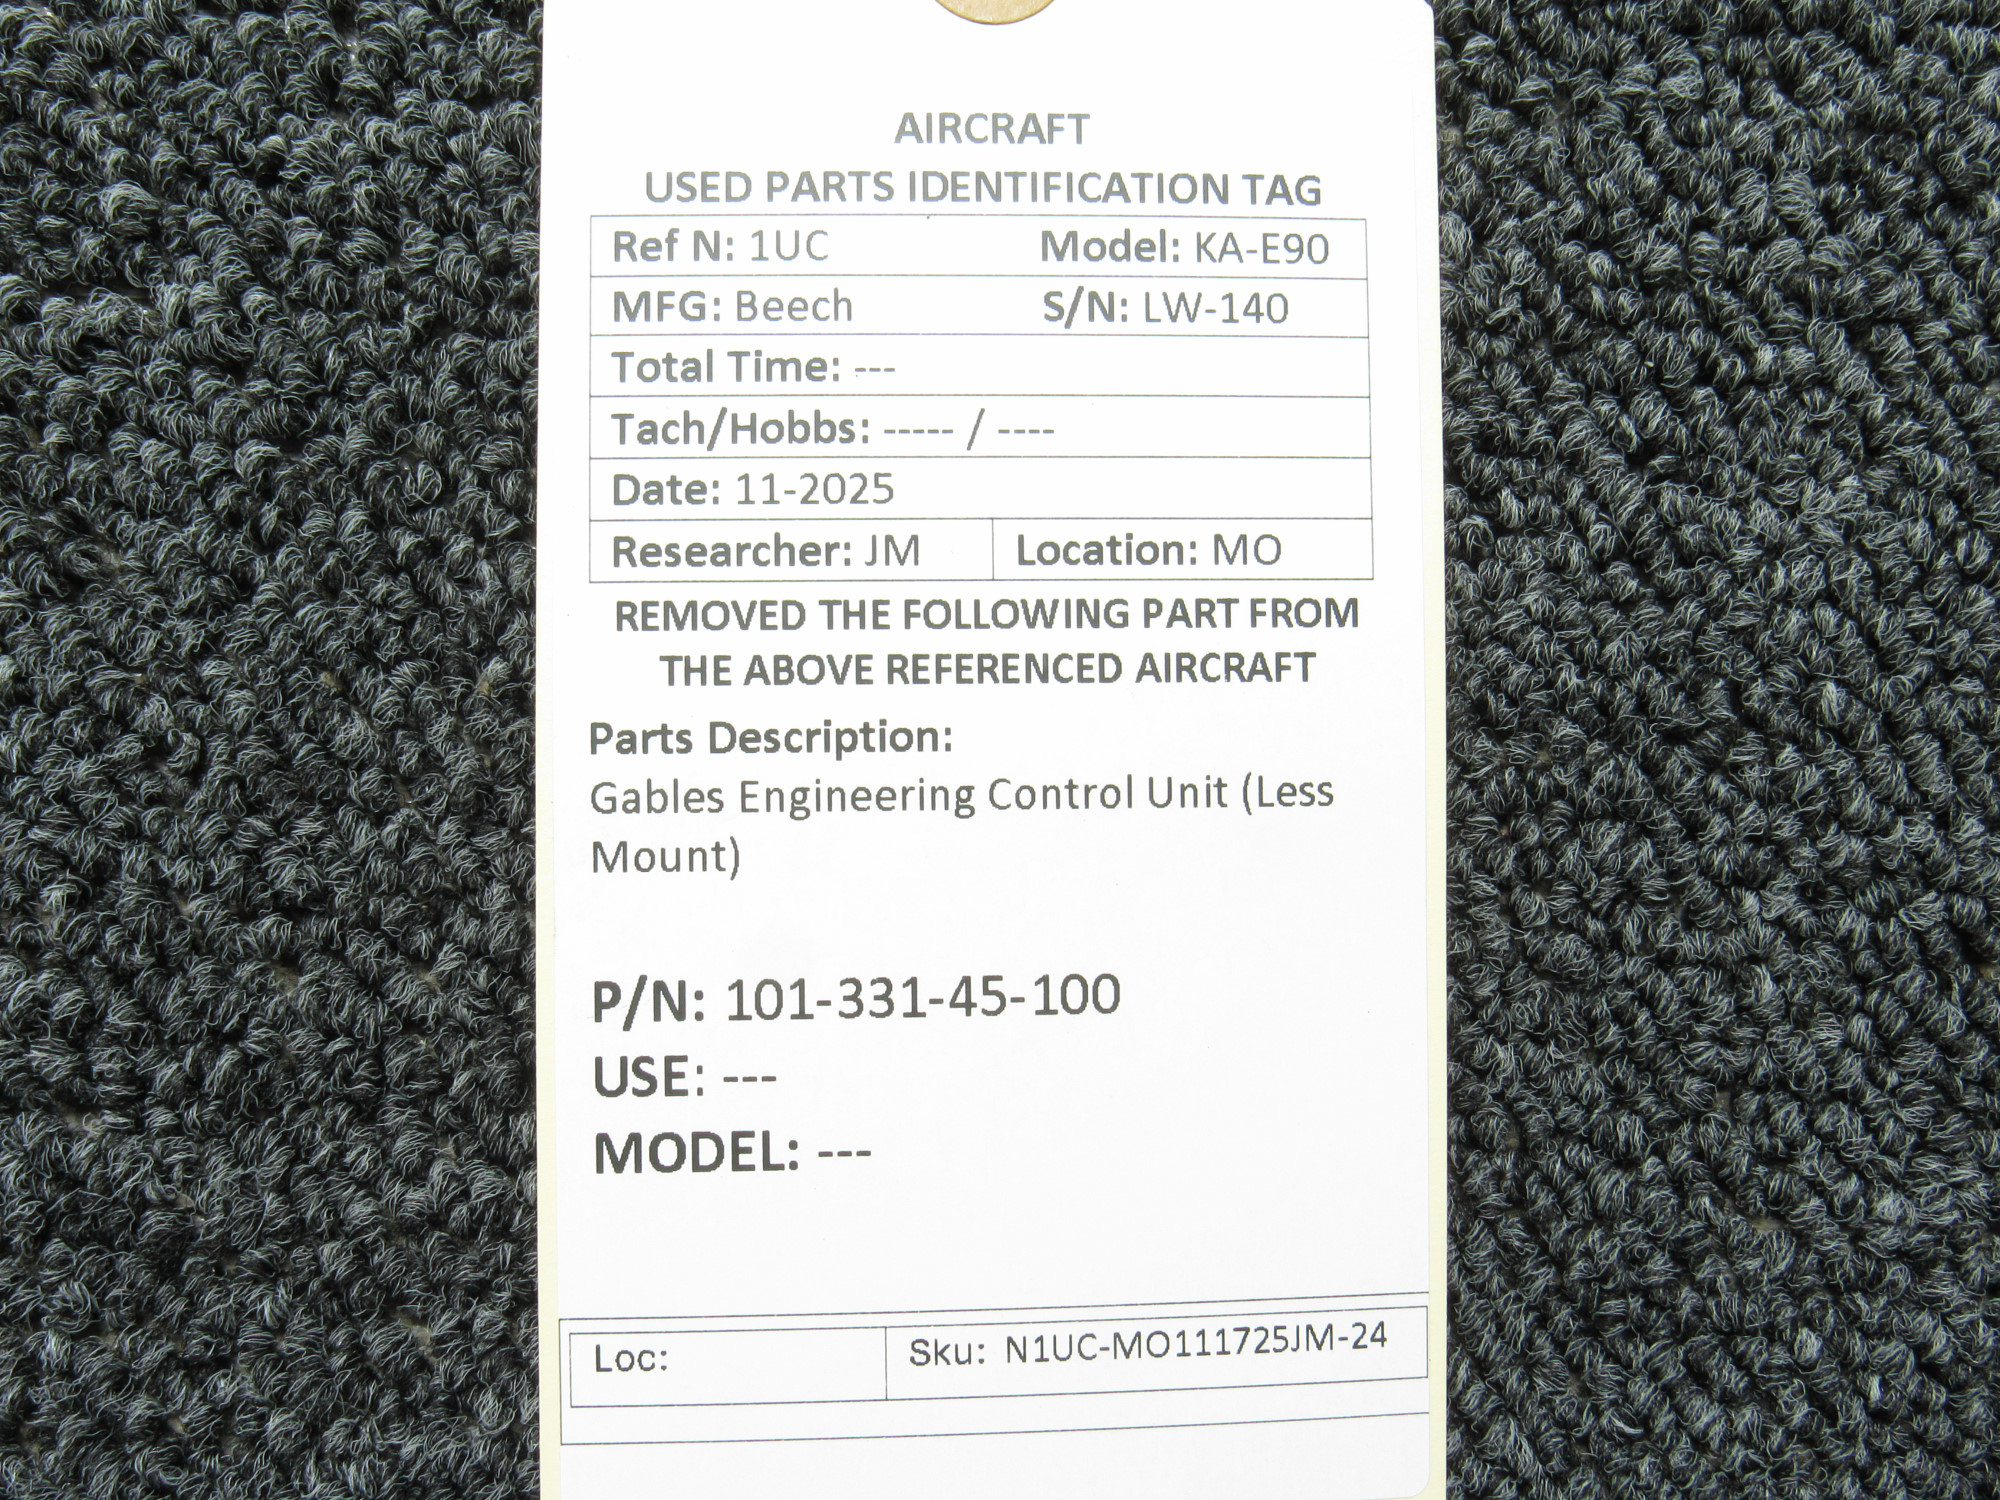 AIRCRAFT
USED PARTS IDENTIFICATION TAG
Ref N: 1UC Model: KA-E90
MFG: Beech S/N: LW-140
Total Time: ---
Tach/Hobbs: ----- / ----
Date: 11-2025
Researcher: JM Location: MO
REMOVED THE FOLLOWING PART FROM
THE ABOVE REFERENCED AIRCRAFT
Parts Description:
Gables Engineering Control Unit (Less
Mount)
P/N: 101-331-45-100
USE: ---
MODEL: ---
Loc: Sku: N1UC-MO111725JM-24